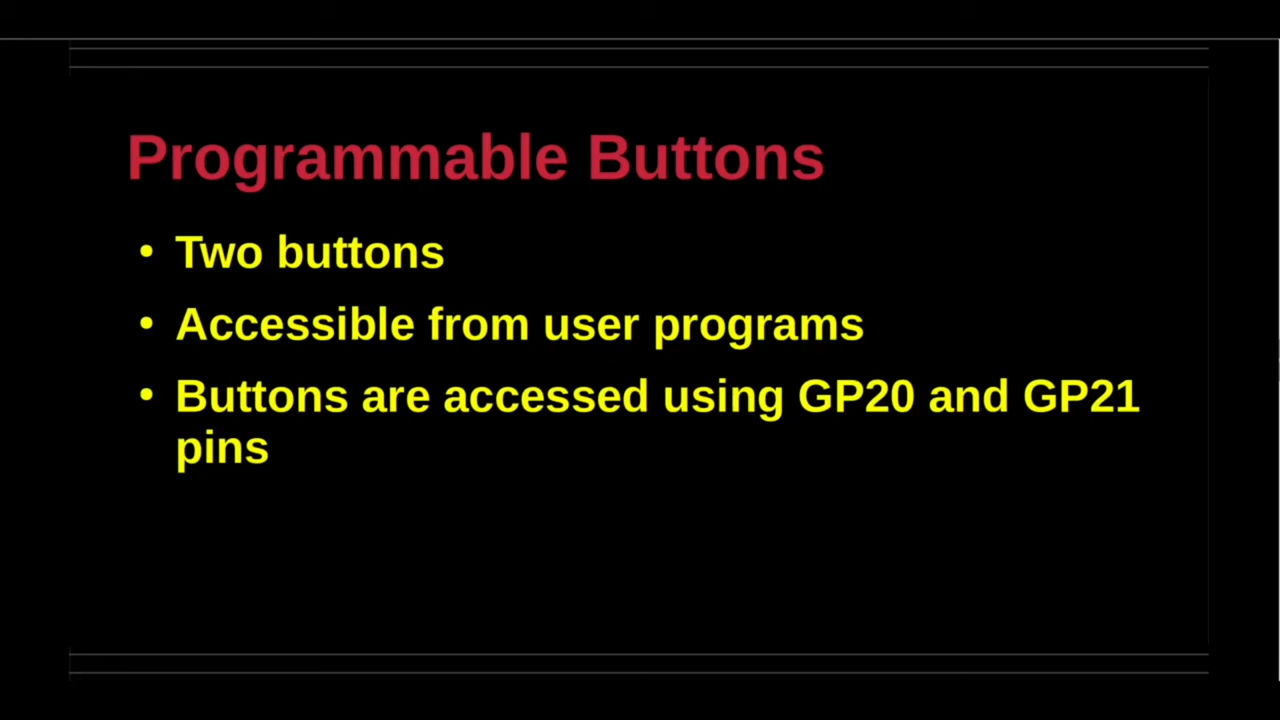 Programmable Buttons
• Two buttons
• Accessible from user programs
• Buttons are accessed using GP20 and GP21
pins